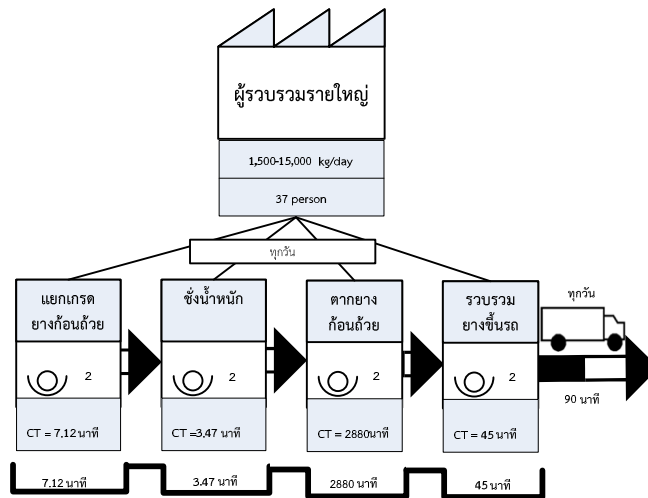 ผู้รวบรวมรายใหญ่
1,500-15,000 kg/day
37 person
ทุกวัน
แยกเกรด
ยางก้อนถ้วย
2
CT = 7.12 นาที
7.12 นาที
ชั่งน้ำหนัก
2
CT =3.47 นาที
3.47 นาที
ตากยาง
ก้อนถ้วย
2
CT = 2880นาที
2880 นาที
รวบรวม
ยางขึ้นรถ
2
CT = 45 นาที
45 นาที
ทุกวัน
90 นาที